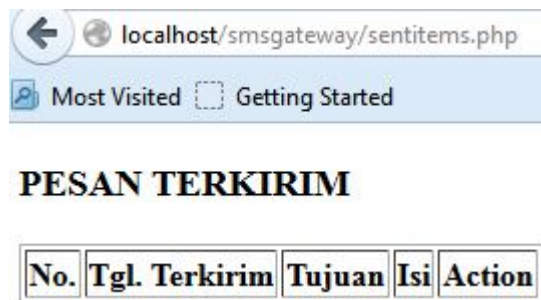 localhost/smsgateway/sentitems.php
Most Visited Getting Started
PESAN TERKIRIM
No. Tgl. Terkirim Tujuan Isi Action